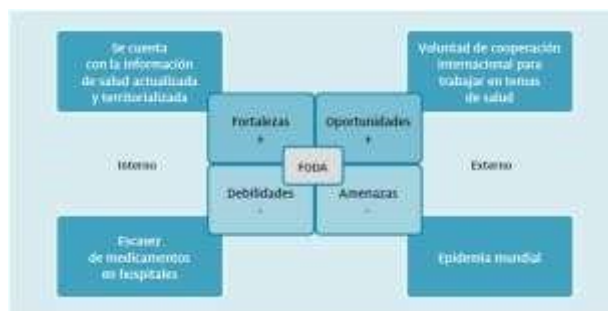 Se cuenta
con la información
de salud actualizada
y territorializada
Voluntad de cooperación
internacional para
trabajar en temas
de salud
Fortalezas
+
Oportunidades
+
Interno
FODA
Externo
Debilidades
-
Amenazas
-
Escasez
de medicamentos
en hospitales
Epidemia mundial